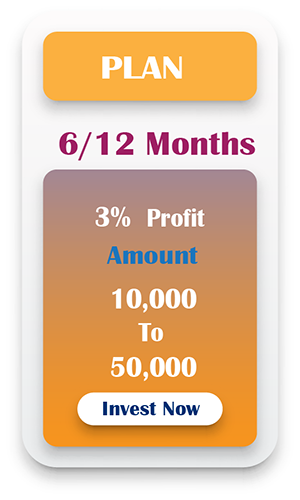 PLAN
6/12 Months
3% Profit
Amount
10,000
To
50,000
Invest Now